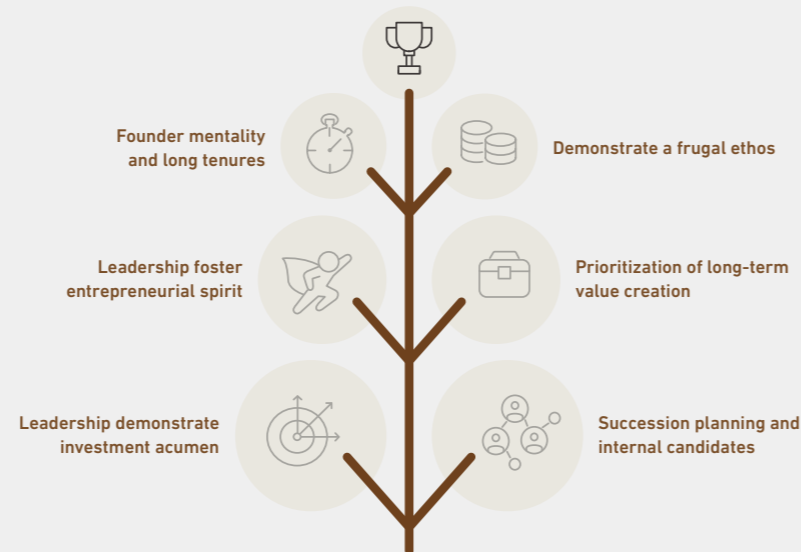 Founder mentality
and long tenures
Demonstrate a frugal ethos
Leadership foster
entrepreneurial spirit
Prioritization of long-term
value creation
Leadership demonstrate
investment acumen
Succession planning and
internal candidates